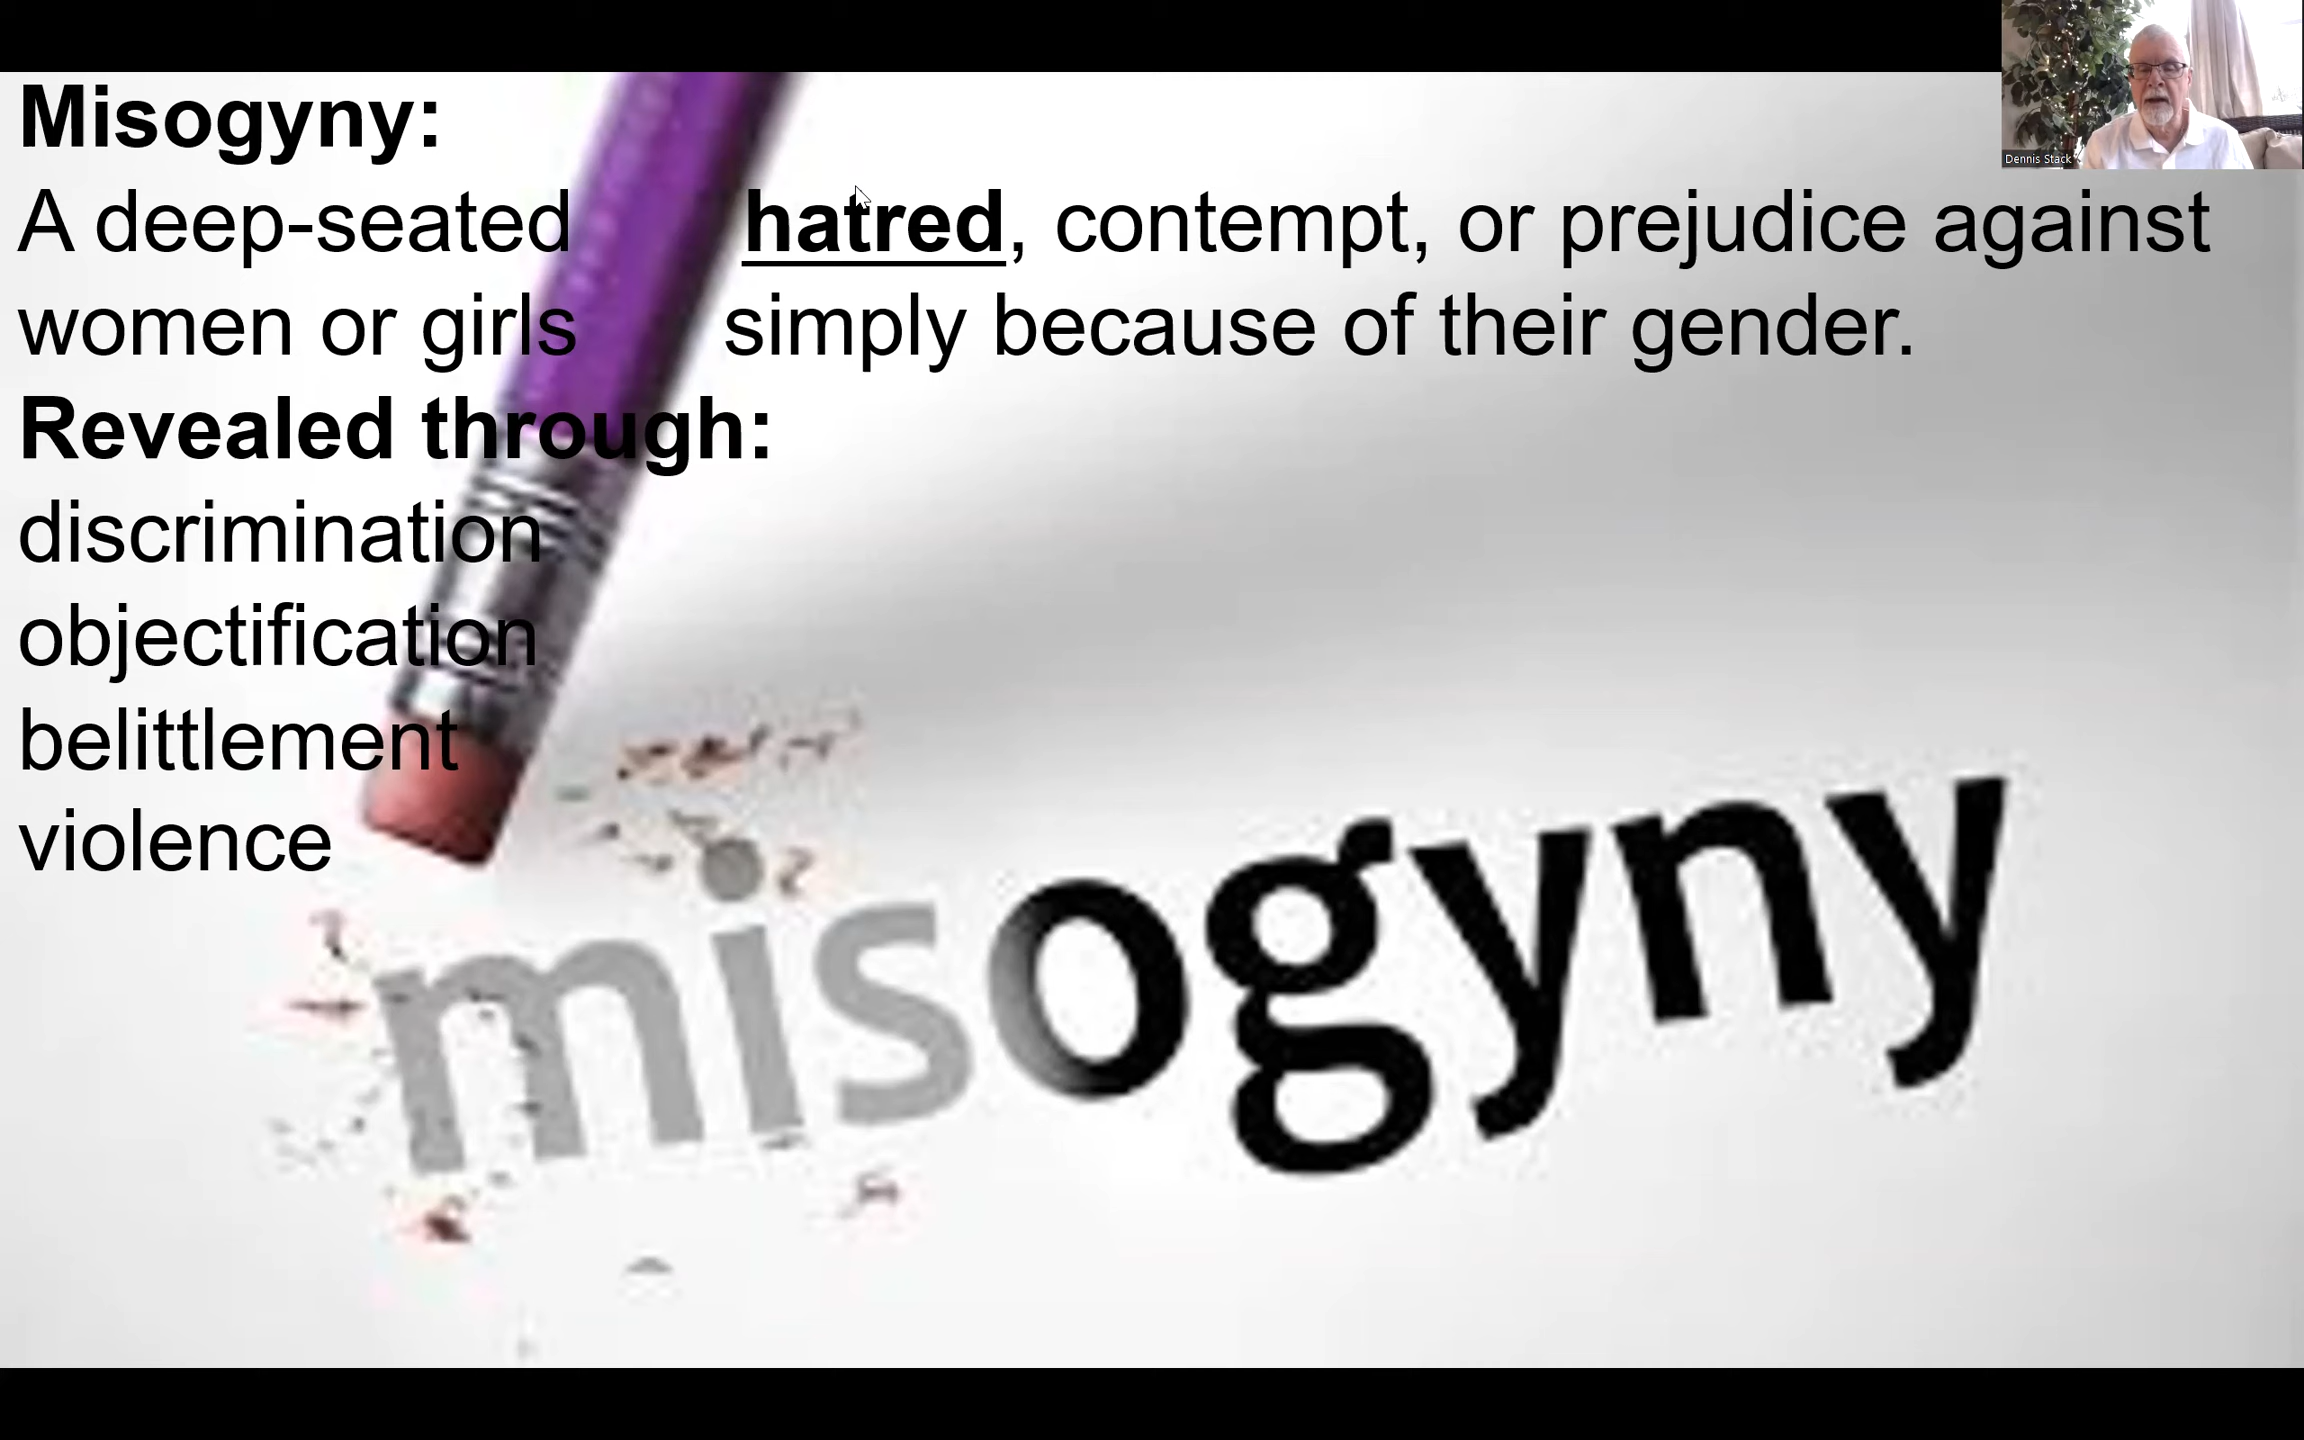 Dennis Stack
Misogyny:
A deep-seated hatred, contempt, or prejudice against
women or girls simply because of their gender.
Revealed through:
discrimination
objectification
belittlement
violence
misogyny